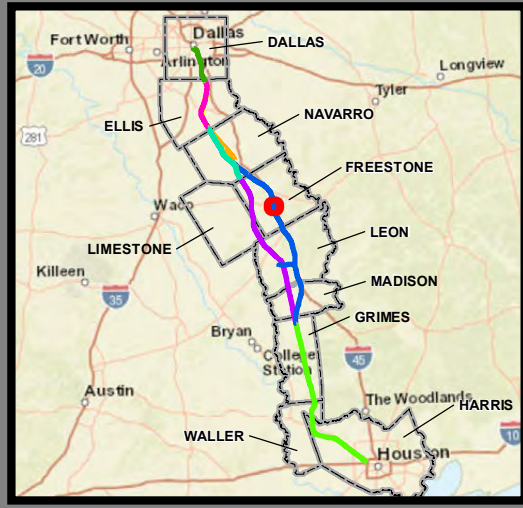 Dallas
DALLAS
Fort Worth
Arlington
20
Longview
Tyler
ELLIS
NAVARRO
281
FREESTONE
Waco
LEON
LIMESTONE
Killeen
MADISON
35
GRIMES
Bryan
College
Station
45
Austin
The Woodlands
HARRIS
WALLER
10
Houston